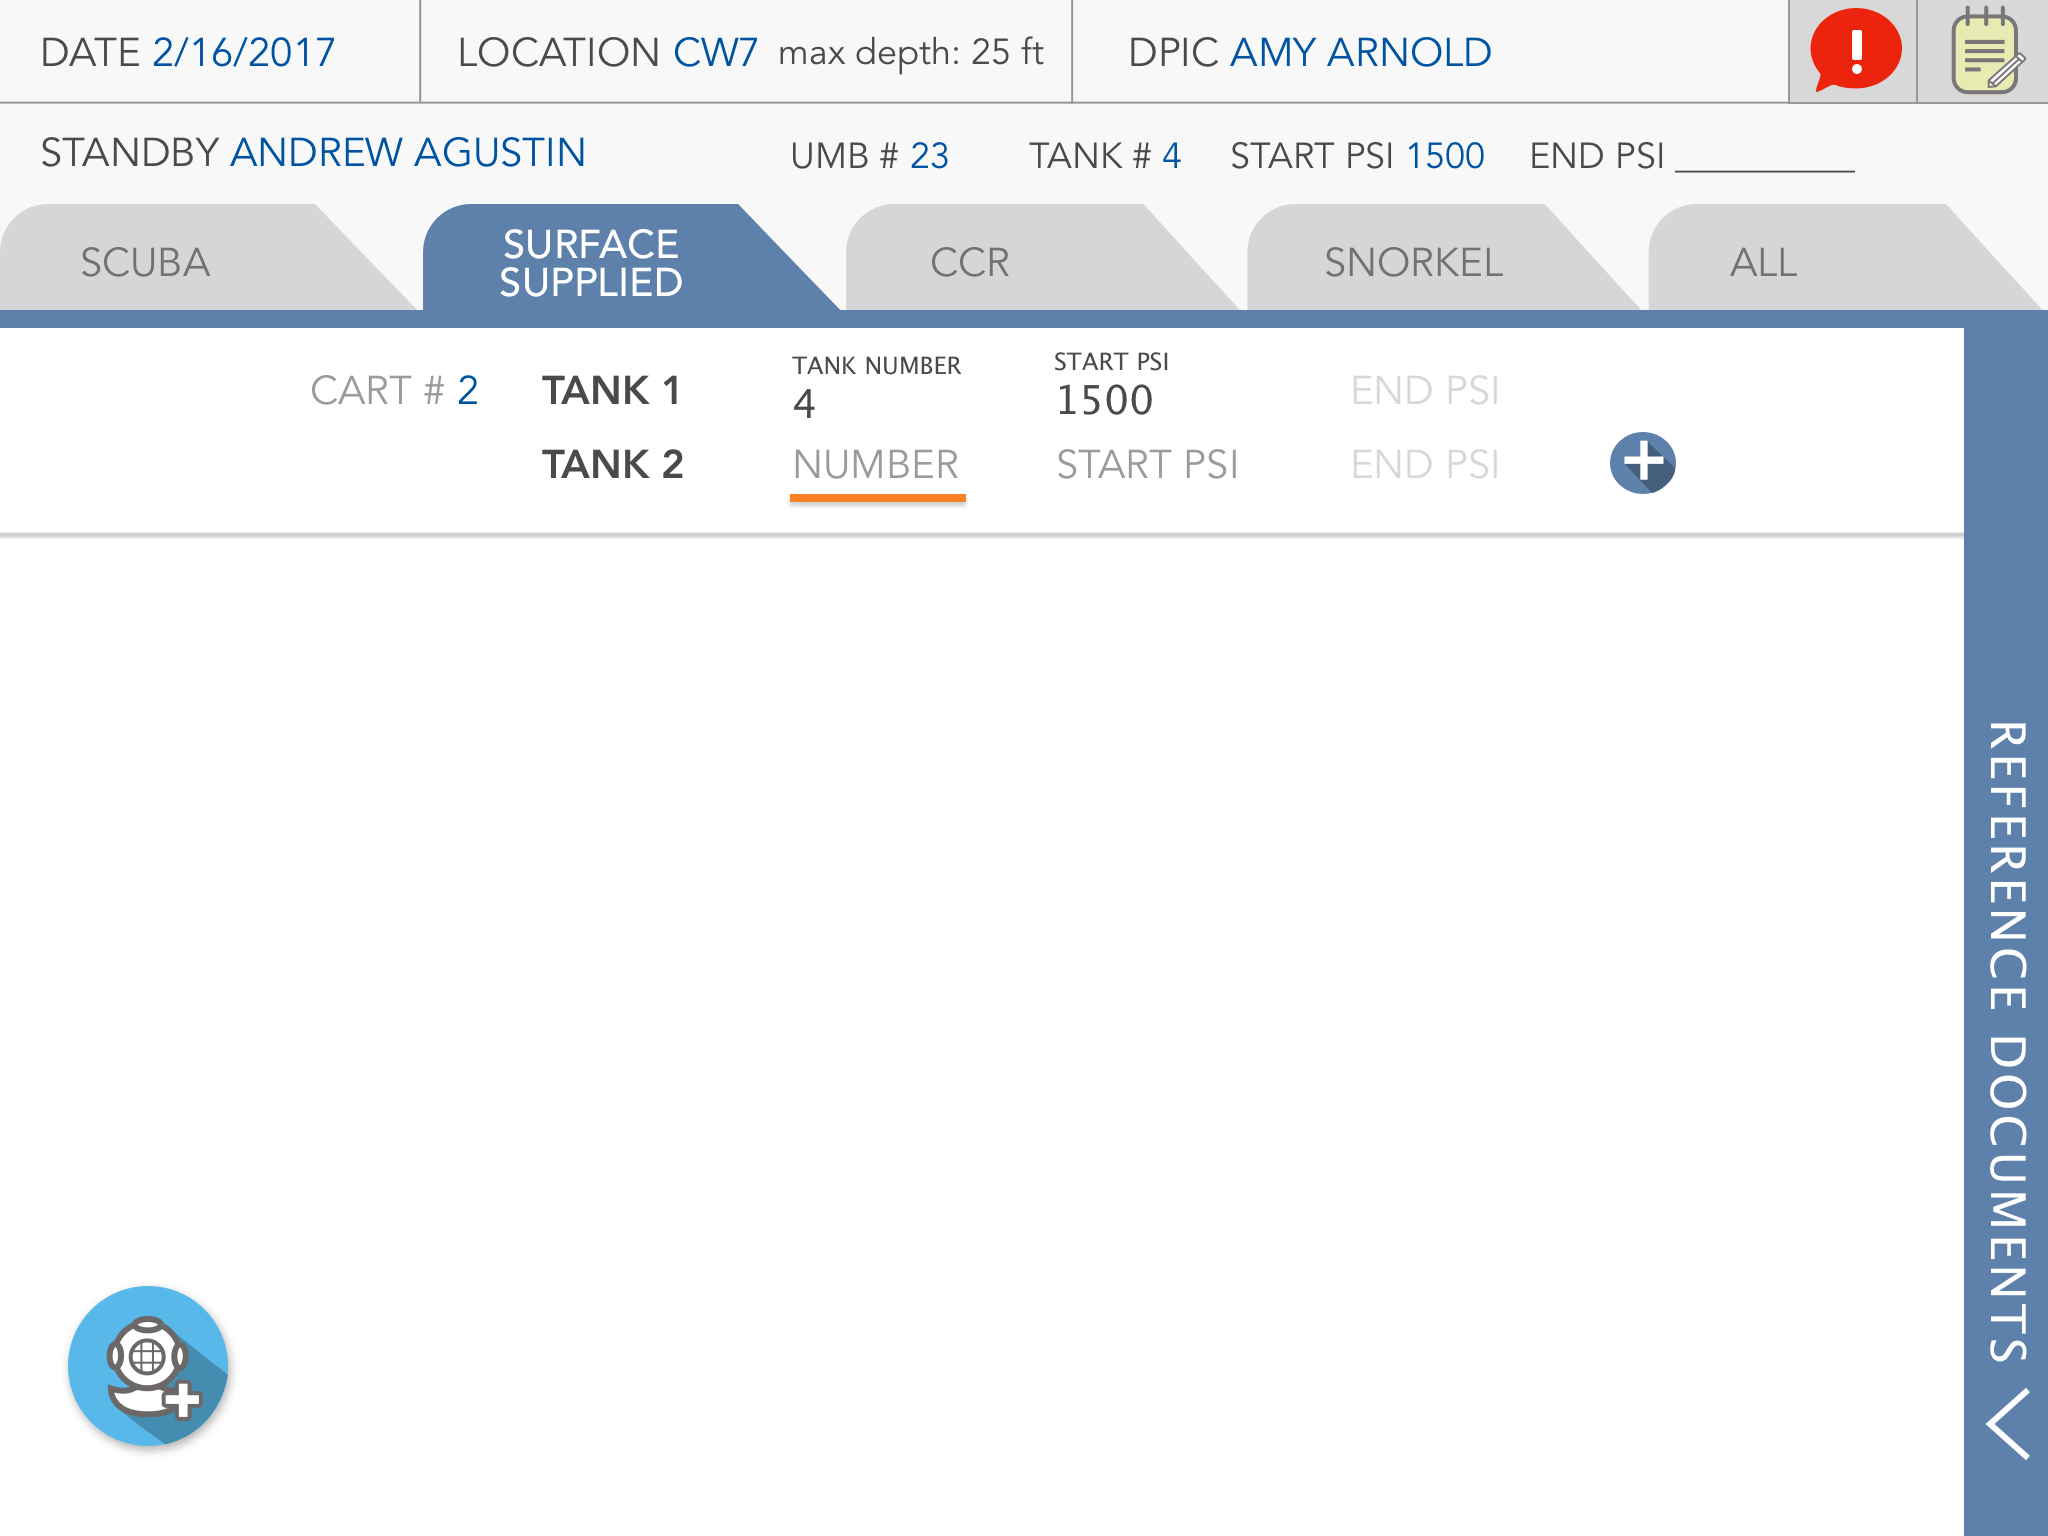 DATE 2/16/2017
LOCATION CW7 max depth: 25 ft
DPIC AMY ARNOLD
STANDBY ANDREW AGUSTIN
UMB # 23
TANK # 4
START PSI 1500
END PSI
SCUBA
SURFACE
SUPPLIED
CCR
SNORKEL
ALL
CART # 2
TANK 1
TANK NUMBER
4
START PSI
1500
END PSI
TANK 2
NUMBER
START PSI
END PSI
REFERENCE DOCUMENTS